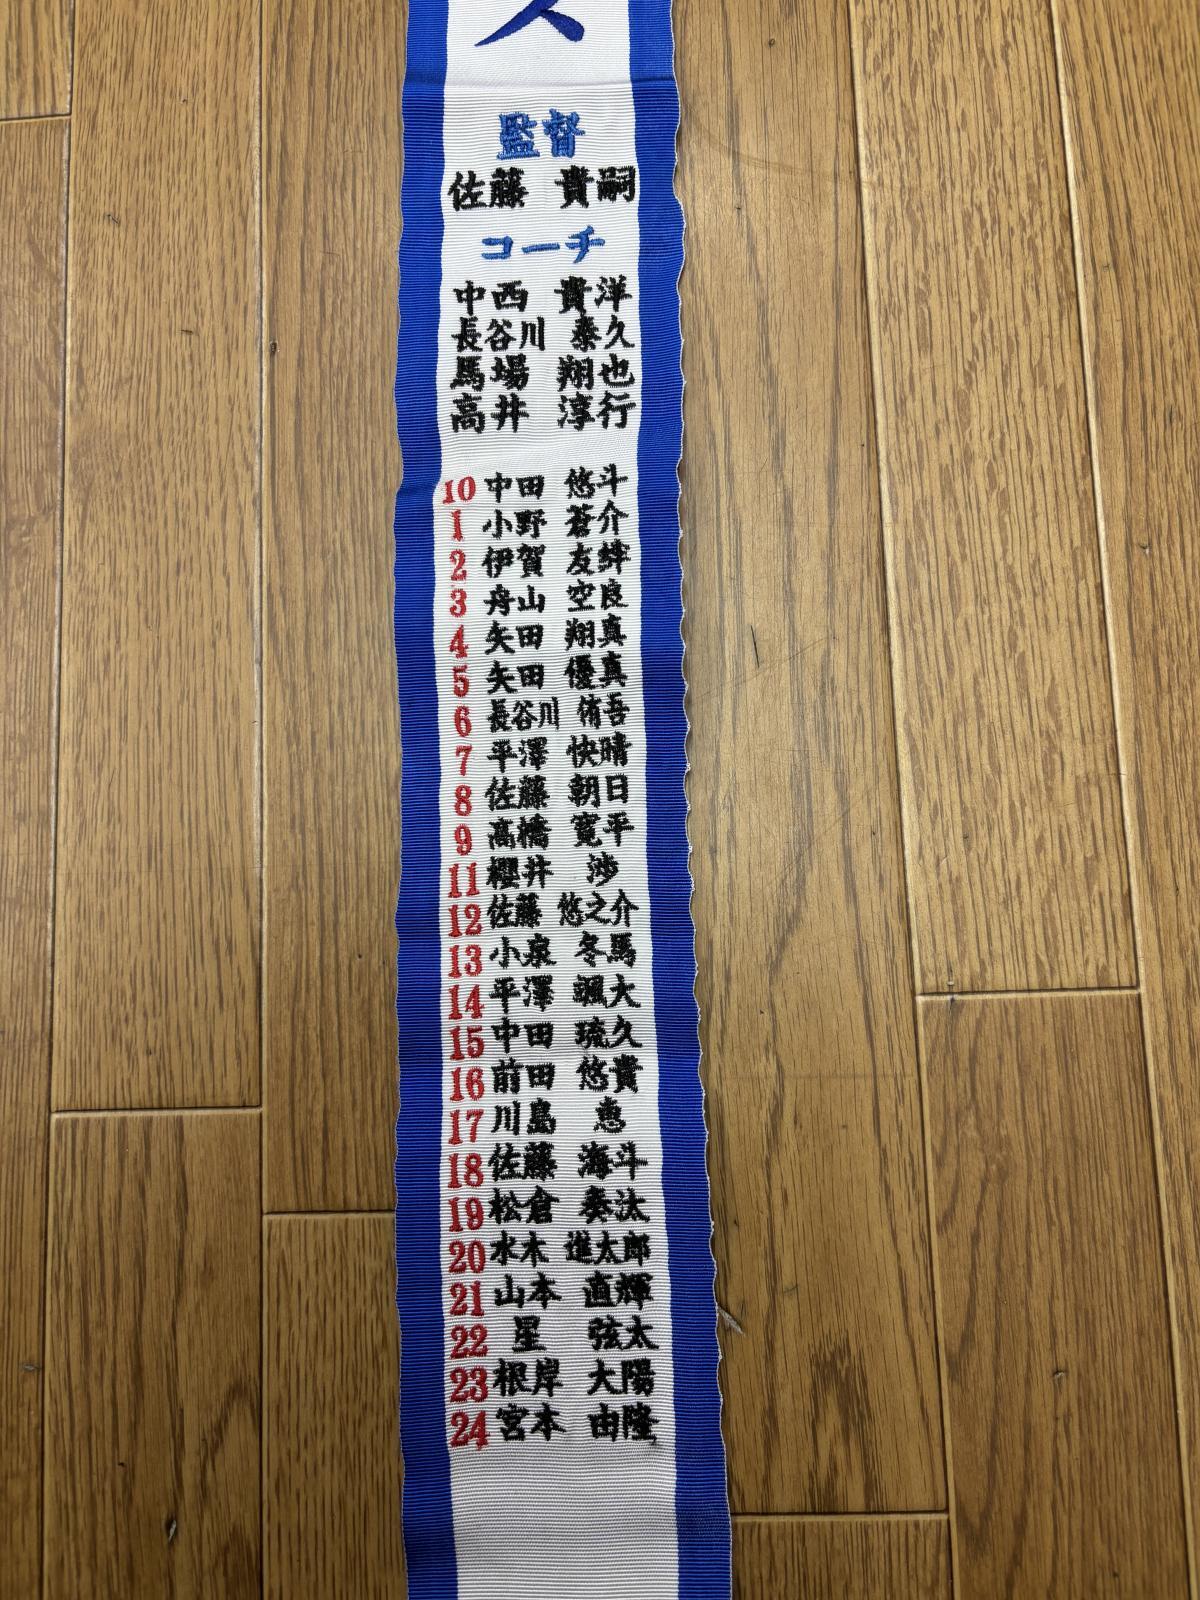 ス
監督
佐藤 貴嗣
コーチ
中西 貴洋
長谷川 泰久
馬場 翔也
高井 淳行
10 中田 悠斗
1 小野 蒼介
2 伊賀 友絆
3 舟山 空良
4 矢田 翔真
5 矢田 優真
6 長谷川 侑吾
7 平澤 快晴
8 佐藤 朝日
9 高橋 寛平
11 櫻井 渉
12 佐藤 悠之介
13 小泉 冬馬
14 平澤 颯大
15 中田 琉久
16 前田 悠貴
17 川島 恵
18 佐藤 海斗
19 松倉 奏汰
20 水木 進太郎
21 山本 直輝
22 星 弦太
23 根岸 大陽
24 宮本 由隆